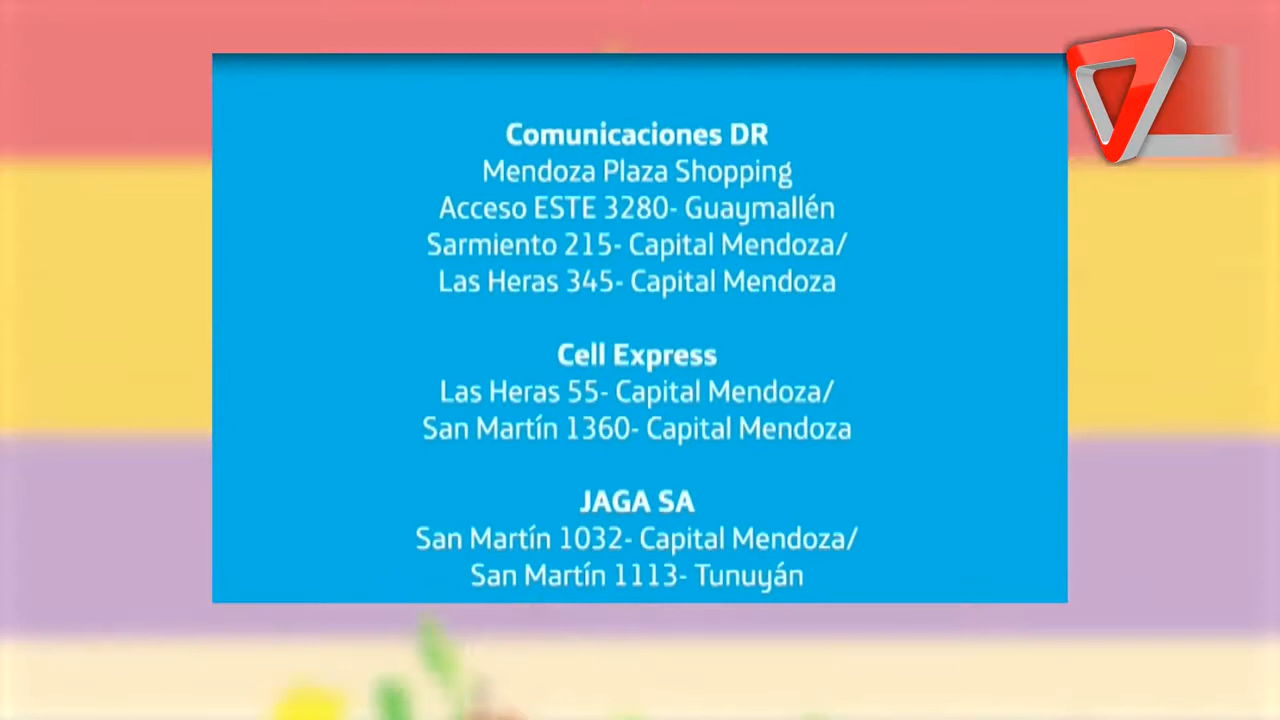 Comunicaciones DR
Mendoza Plaza Shopping
Acceso ESTE 3280- Guaymallén
Sarmiento 215- Capital Mendoza/
Las Heras 345- Capital Mendoza
Cell Express
Las Heras 55- Capital Mendoza/
San Martín 1360- Capital Mendoza
JAGA SA
San Martín 1032- Capital Mendoza/
San Martín 1113- Tunuyán